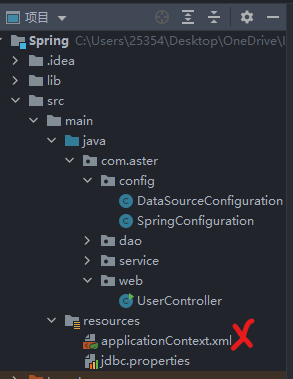 项目
Spring C:\Users\25354\Desktop\OneDrive\
.idea
lib
src
main
java
com.aster
config
DataSourceConfiguration
SpringConfiguration
dao
service
web
UserController
resources
applicationContext.xml
jdbc.properties